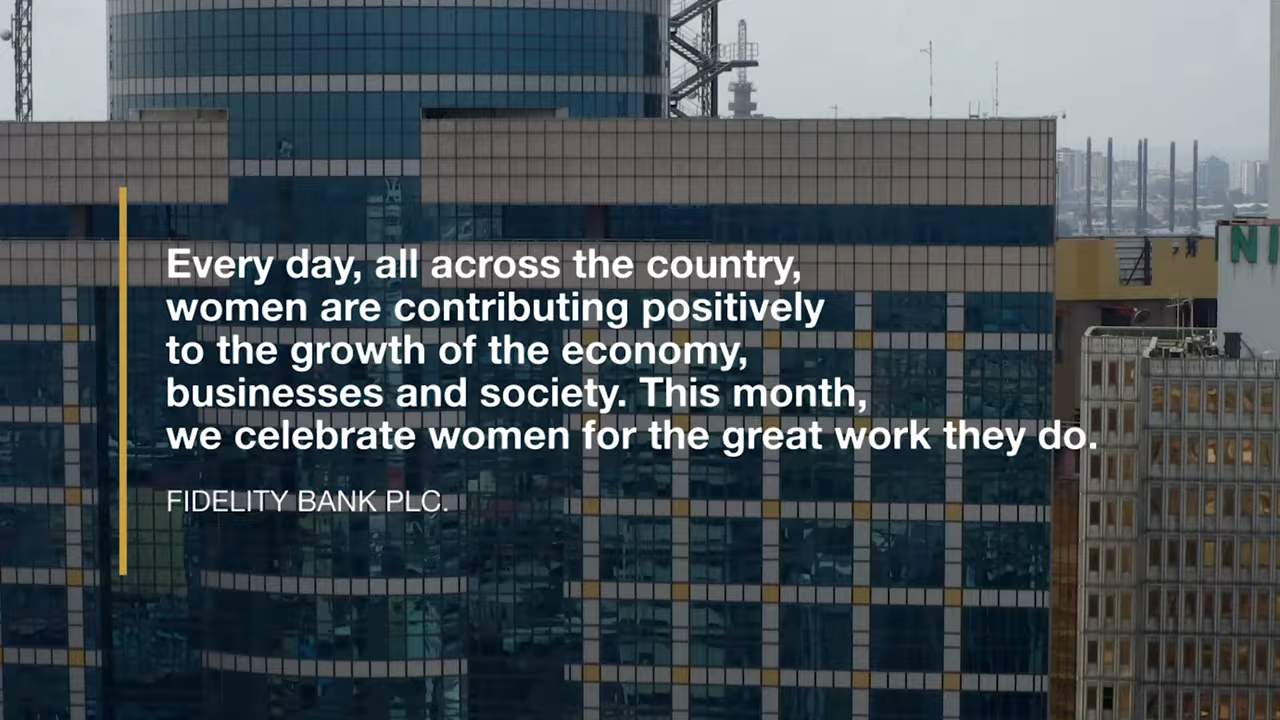 Every day, all across the country,
women are contributing positively
to the growth of the economy,
businesses and society. This month,
we celebrate women for the great work they do.
FIDELITY BANK PLC.
NI